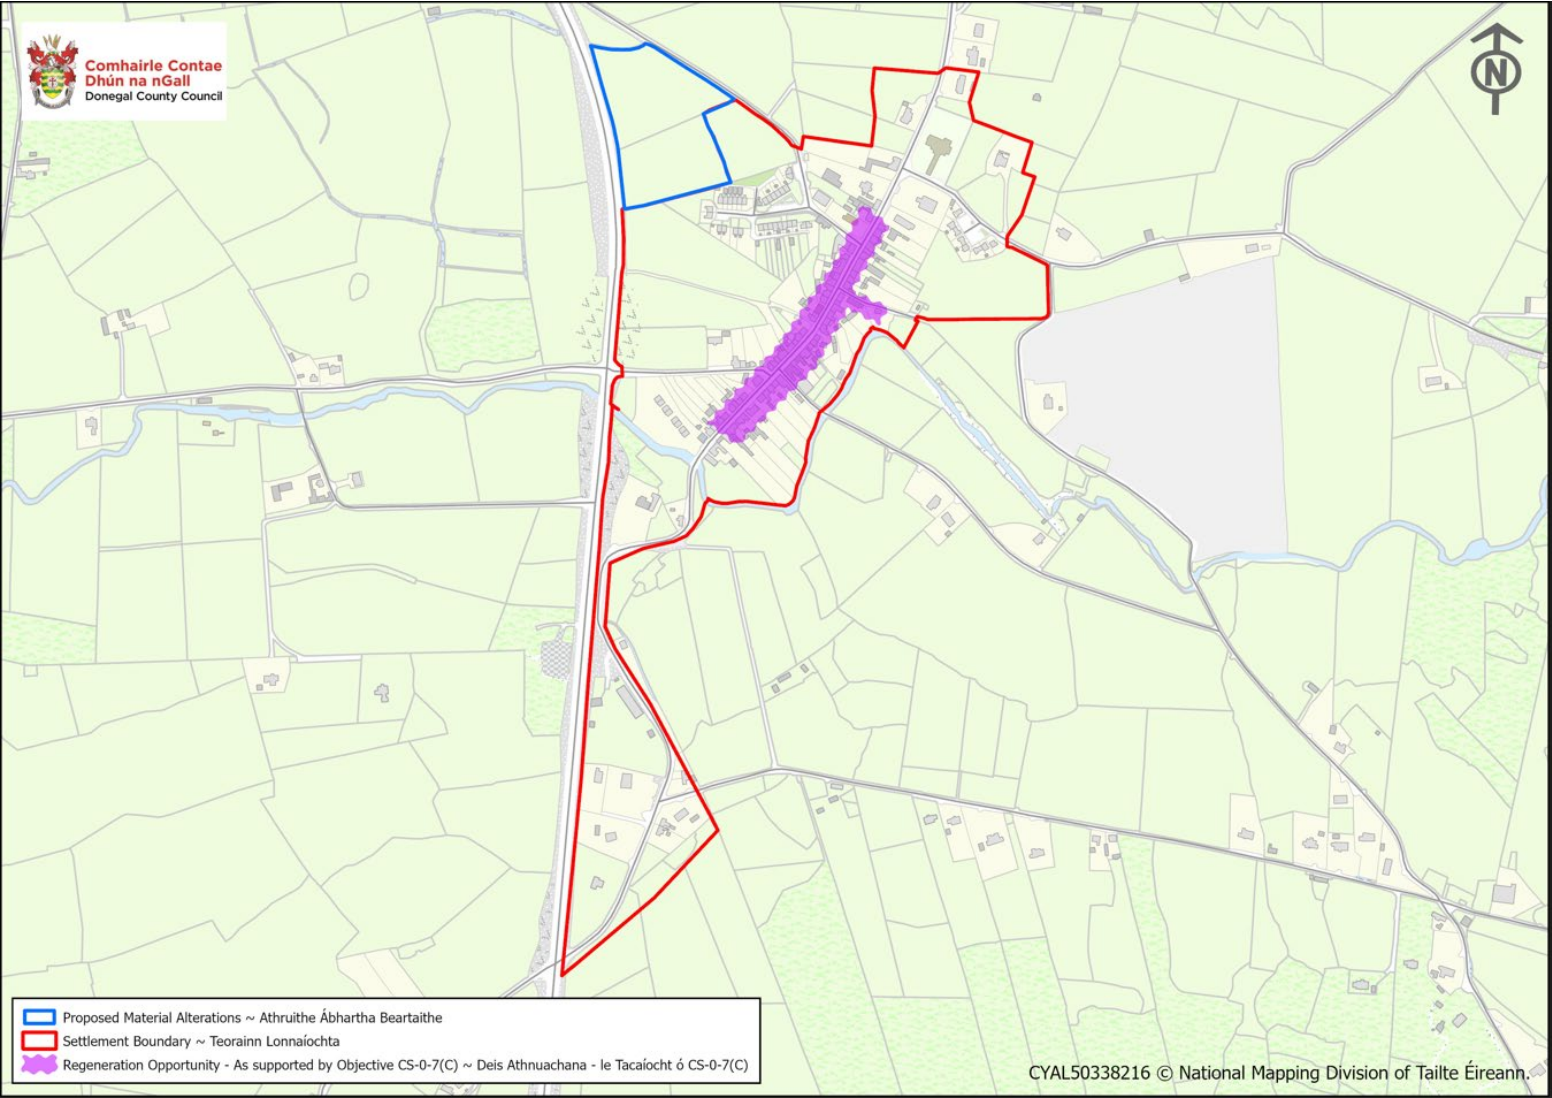 Comhairle Contae
Dhún na nGall
Donegal County Council
N
Proposed Material Alterations ~ Athruithe Ábhartha Beartaithe
Settlement Boundary ~ Teorainn Lonnaíochta
Regeneration Opportunity - As supported by Objective CS-0-7(C) ~ Deis Athnuachana - le Tacaíocht ó CS-0-7(C)
CYAL50338216 © National Mapping Division of Tailte Éireann.